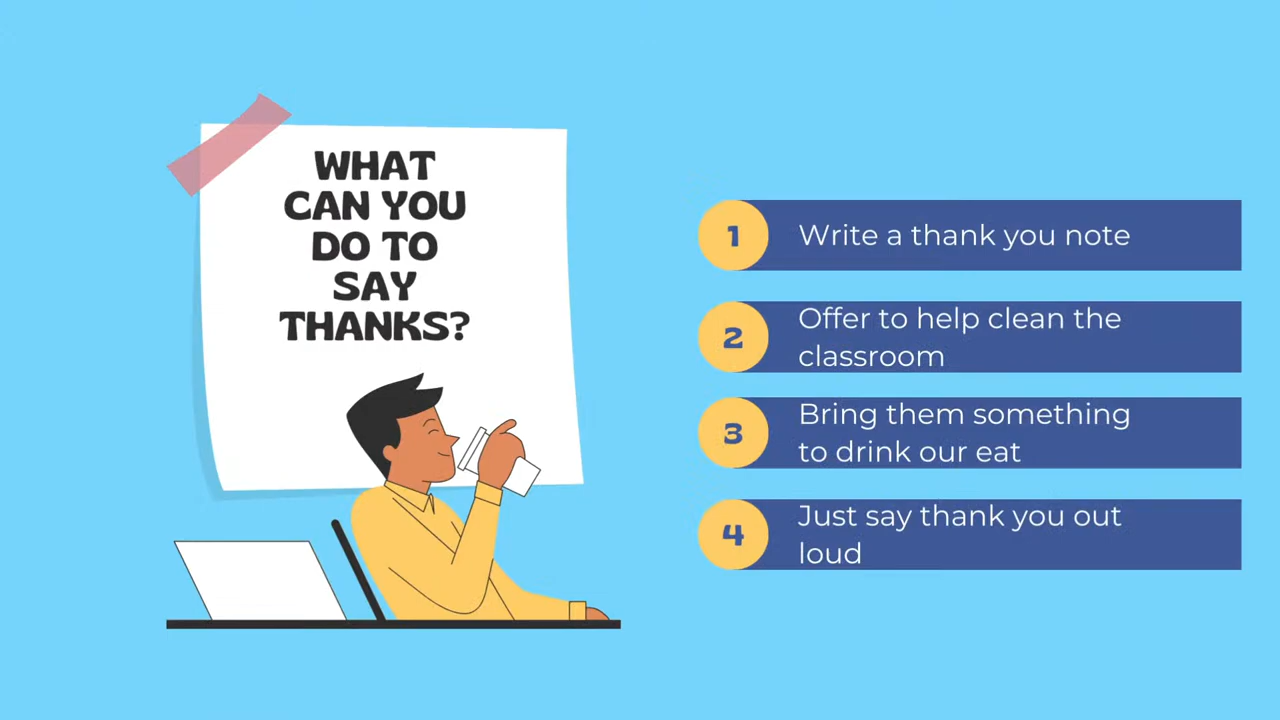 WHAT
CAN YOU
DO TO
SAY
THANKS?
1
Write a thank you note
2
Offer to help clean the
classroom
3
Bring them something
to drink our eat
4
Just say thank you out
loud